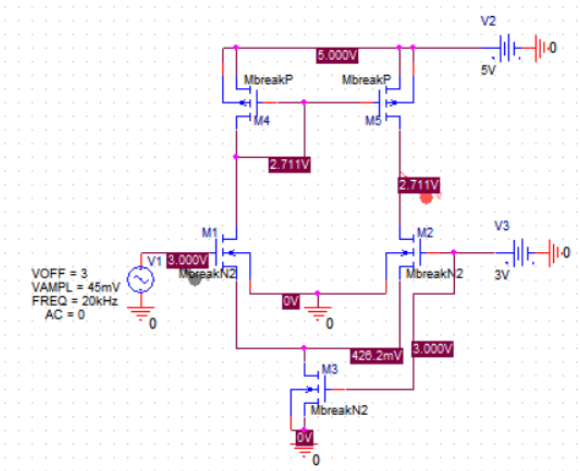 V2
5.000V
0
5V
MbreakP
MbreakP
M4
M5
2.711V
2.711V
M1
M2
V3
V1
3.000V
MbreakN2
MbreakN2
0
3V
VOFF = 3
VAMPL = 45mV
FREQ = 20kHz
AC = 0
0V
0
0
426.2mV
3.000V
M3
MbreakN2
0V
0